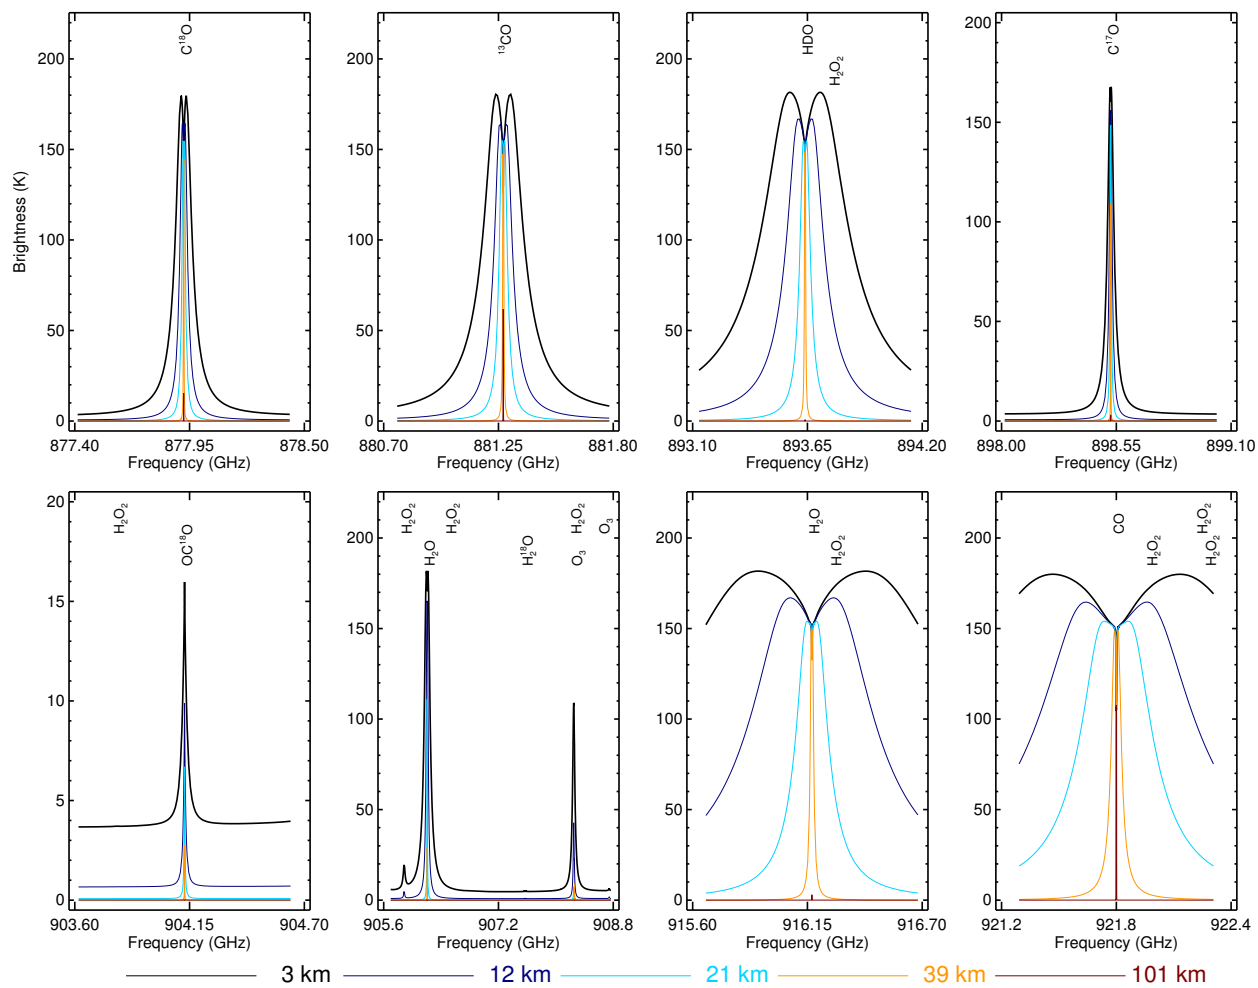 C¹⁸O
¹³CO
HDO
H₂O₂
C¹⁷O
200
150
100
50
0
Brightness (K)
877.40 877.95 878.50
Frequency (GHz)
200
150
100
50
0
880.70 881.25 881.80
Frequency (GHz)
200
150
100
50
0
893.10 893.65 894.20
Frequency (GHz)
200
150
100
50
0
898.00 898.55 899.10
Frequency (GHz)
H₂O₂
OC¹⁸O
20
15
10
5
0
903.60 904.15 904.70
Frequency (GHz)
H₂O₂
H₂O
H₂O₂
H₂¹⁸O
H₂O₂
O₃
O₃
200
150
100
50
0
905.6 907.2 908.8
Frequency (GHz)
H₂O
H₂O₂
200
150
100
50
0
915.60 916.15 916.70
Frequency (GHz)
CO
H₂O₂
H₂O₂
H₂O₂
200
150
100
50
0
921.2 921.8 922.4
Frequency (GHz)
3 km 12 km 21 km 39 km 101 km